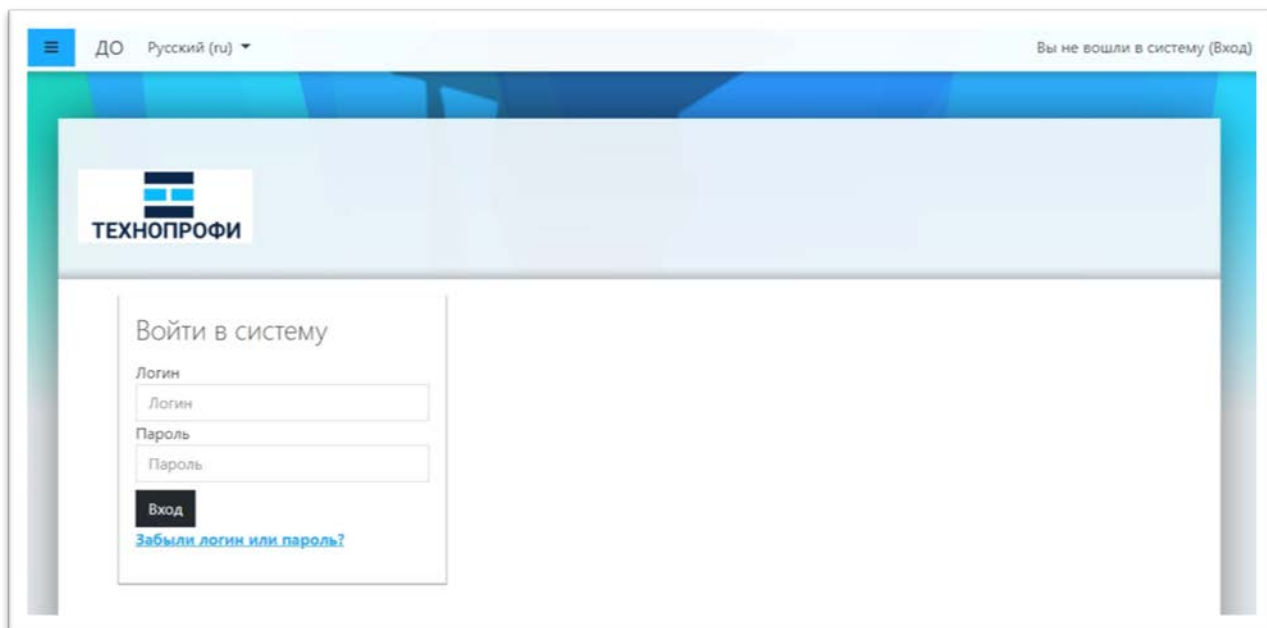 ДО Русский (ru) Вы не вошли в систему (Вход)
ТЕХНОПРОФИ
Войти в систему
Логин
Логин
Пароль
Пароль
Вход
Забыли логин или пароль?